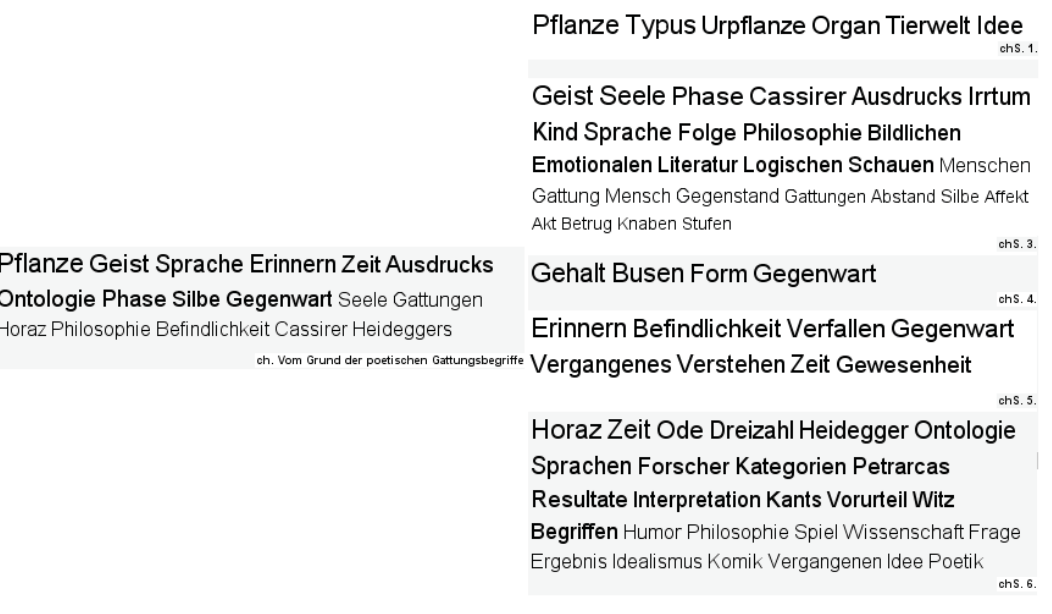 Pflanze Geist Sprache Erinnern Zeit Ausdrucks
Ontologie Phase Silbe Gegenwart Seele Gattungen
Horaz Philosophie Befindlichkeit Cassirer Heideggers
ch. Vom Grund der poetischen Gattungsbegriffe
Pflanze Typus Urpflanze Organ Tierwelt Idee
chS. 1.
Geist Seele Phase Cassirer Ausdrucks Irrtum
Kind Sprache Folge Philosophie Bildlichen
Emotionalen Literatur Logischen Schauen Menschen
Gattung Mensch Gegenstand Gattungen Abstand Silbe Affekt
Akt Betrug Knaben Stufen
chS. 3.
Gehalt Busen Form Gegenwart
chS. 4.
Erinnern Befindlichkeit Verfallen Gegenwart
Vergangenes Verstehen Zeit Gewesenheit
chS. 5.
Horaz Zeit Ode Dreizahl Heidegger Ontologie
Sprachen Forscher Kategorien Petrarcas
Resultate Interpretation Kants Vorurteil Witz
Begriffen Humor Philosophie Spiel Wissenschaft Frage
Ergebnis Idealismus Komik Vergangenen Idee Poetik
chS. 6.